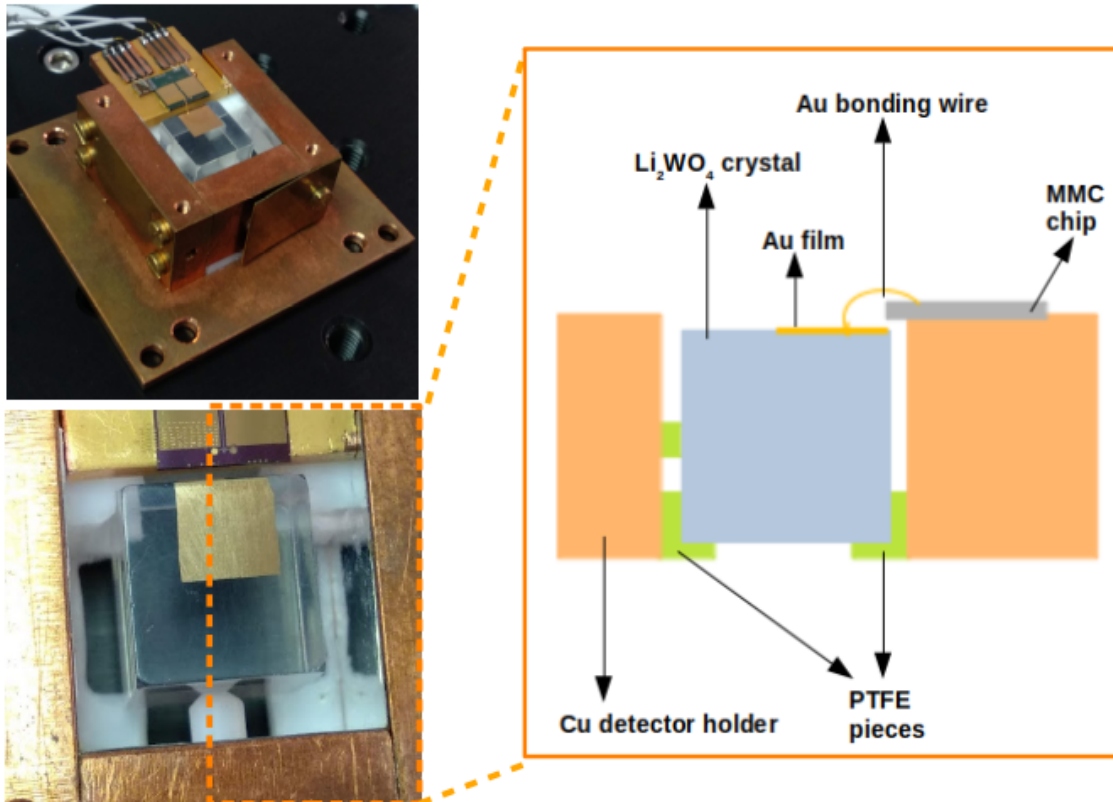 Au bonding wire
Li₂WO₄ crystal
MMC
chip
Au film
Cu detector holder
PTFE
pieces